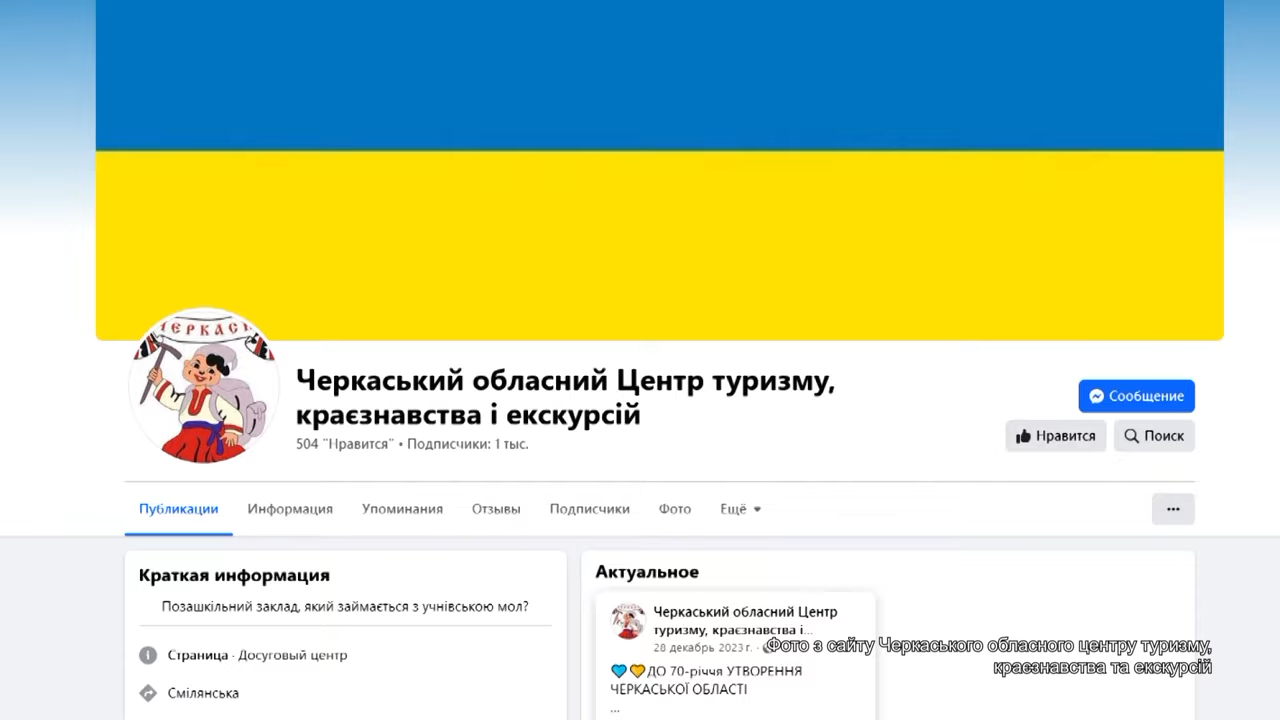 ЧЕРКАСЬ
Черкаський обласний Центр туризму,
краєзнавства і екскурсій
504 "Нравится" • Подписчики: 1 тыс.
Сообщение
Нравится
Поиск
Публикации
Информация
Упоминания
Отзывы
Подписчики
Фото
Ещё
...
Краткая информация
Позашкільний заклад, який займається з учнівською мол?
Страница · Досуговый центр
Смілянська
Актуальное
Черкаський обласний Центр
туризму, краєзнавства і...
28 декабрь 2023 г. ·
ДО 70-річчя УТВОРЕННЯ
ЧЕРКАСЬКОЇ ОБЛАСТІ
...
Фото з сайту Черкаського обласного центру туризму,
краєзнавства та екскурсій